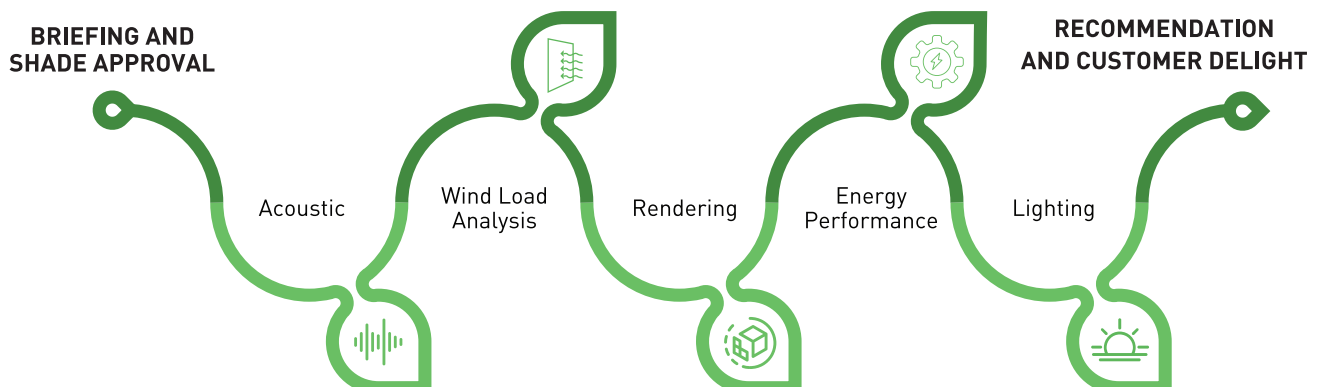 BRIEFING AND
SHADE APPROVAL
Acoustic
Wind Load
Analysis
Rendering
Energy
Performance
Lighting
RECOMMENDATION
AND CUSTOMER DELIGHT